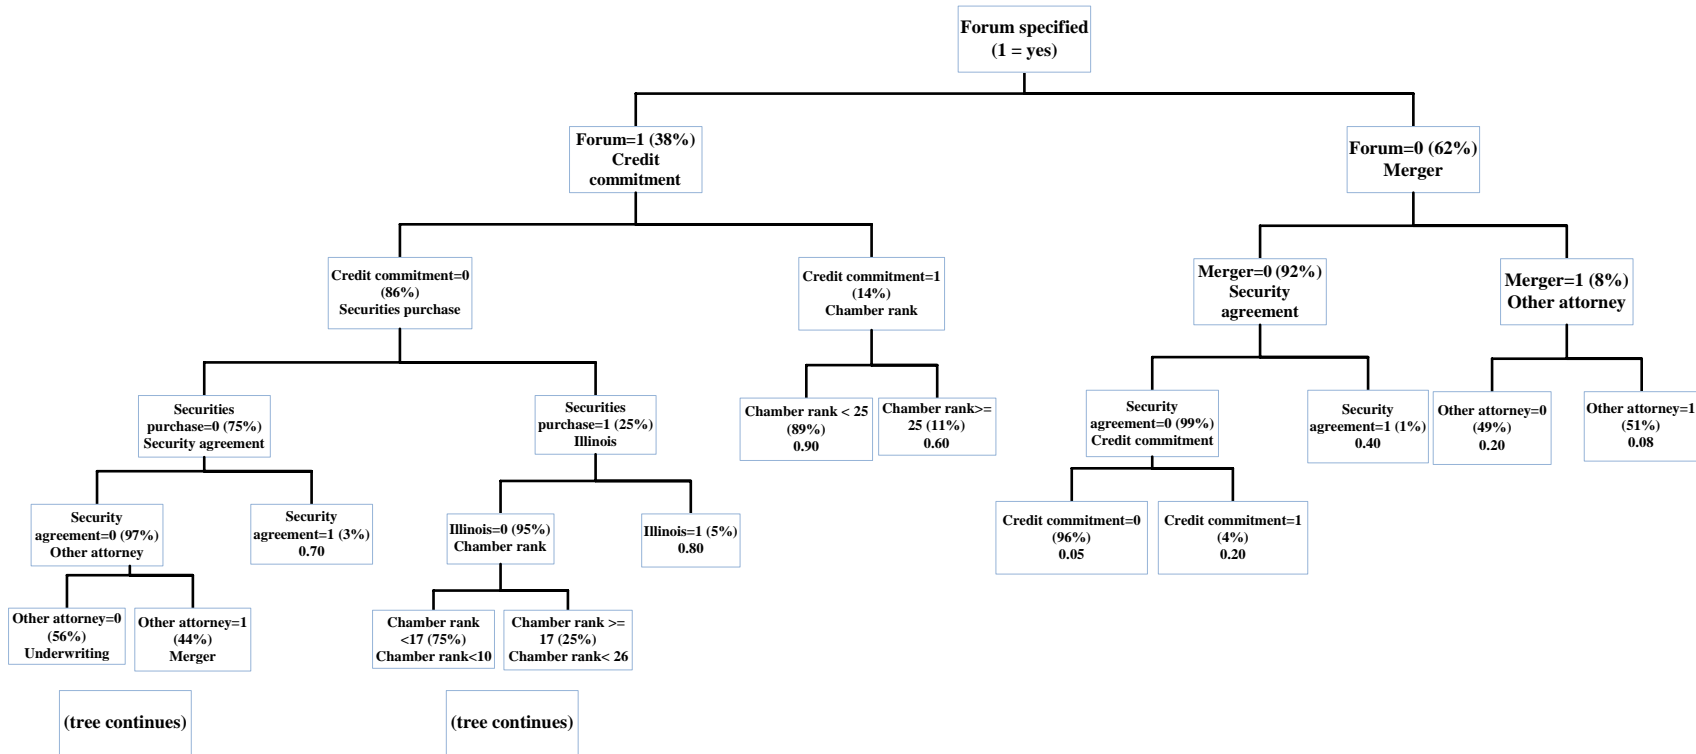 Forum specified
(1 = yes)
Forum=1 (38%)
Credit
commitment
Forum=0 (62%)
Merger
Credit commitment=0
(86%)
Securities purchase
Credit commitment=1
(14%)
Chamber rank
Merger=0 (92%)
Security
agreement
Merger=1 (8%)
Other attorney
Securities
purchase=0 (75%)
Security agreement
Securities
purchase=1 (25%)
Illinois
Chamber rank < 25
(89%)
0.90
Chamber rank>=
25 (11%)
0.60
Security
agreement=0 (99%)
Credit commitment
Security
agreement=1 (1%)
0.40
Other attorney=0
(49%)
0.20
Other attorney=1
(51%)
0.08
Security
agreement=0 (97%)
Other attorney
Security
agreement=1 (3%)
0.70
Illinois=0 (95%)
Chamber rank
Illinois=1 (5%)
0.80
Credit commitment=0
(96%)
0.05
Credit commitment=1
(4%)
0.20
Other attorney=0
(56%)
Underwriting
Other attorney=1
(44%)
Merger
Chamber rank
<17 (75%)
Chamber rank<10
Chamber rank >=
17 (25%)
Chamber rank< 26
(tree continues)
(tree continues)